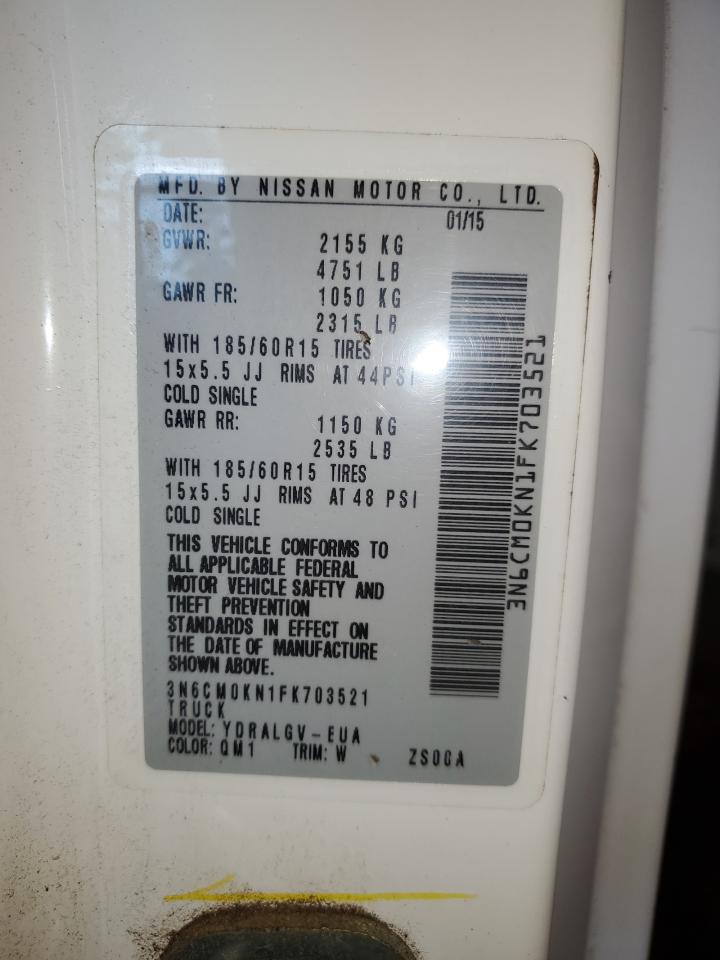 MFD. BY NISSAN MOTOR CO., LTD.
DATE: 01/15
GVWR: 2155 KG
4751 LB
GAWR FR: 1050 KG
2315 LB
WITH 185/60R15 TIRES
15x5.5 JJ RIMS AT 44PSI
COLD SINGLE
GAWR RR: 1150 KG
2535 LB
WITH 185/60R15 TIRES
15x5.5 JJ RIMS AT 48 PSI
COLD SINGLE
THIS VEHICLE CONFORMS TO
ALL APPLICABLE FEDERAL
MOTOR VEHICLE SAFETY AND
THEFT PREVENTION
STANDARDS IN EFFECT ON
THE DATE OF MANUFACTURE
SHOWN ABOVE.
3N6CM0KN1FK703521
TRUCK
MODEL: YDRALGV-EUA
COLOR: QM1 TRIM: W ZS00A
3N6CM0KN1FK703521